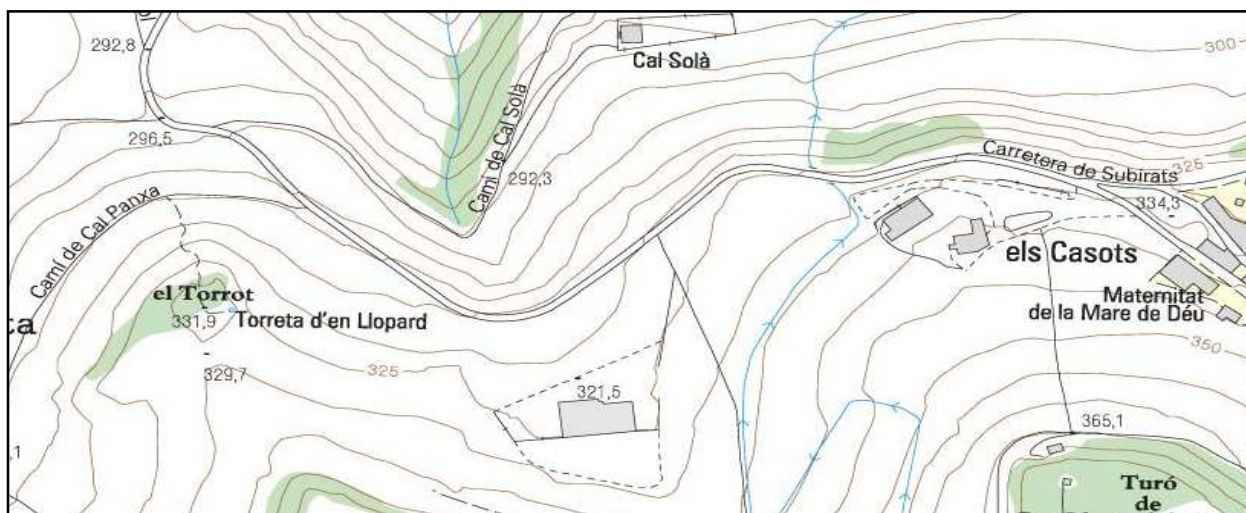 292,8
Cal Solà
300
296,5
Camí de Cal Solà
292,3
Carretera de Subirats
325
Camí de Cal Panxa
334,3
els Casots
el Torrot
331,9
Torreta d'en Llopard
Maternitat
de la Mare de Déu
329,7
325
321,5
350
365,1
Turó
de